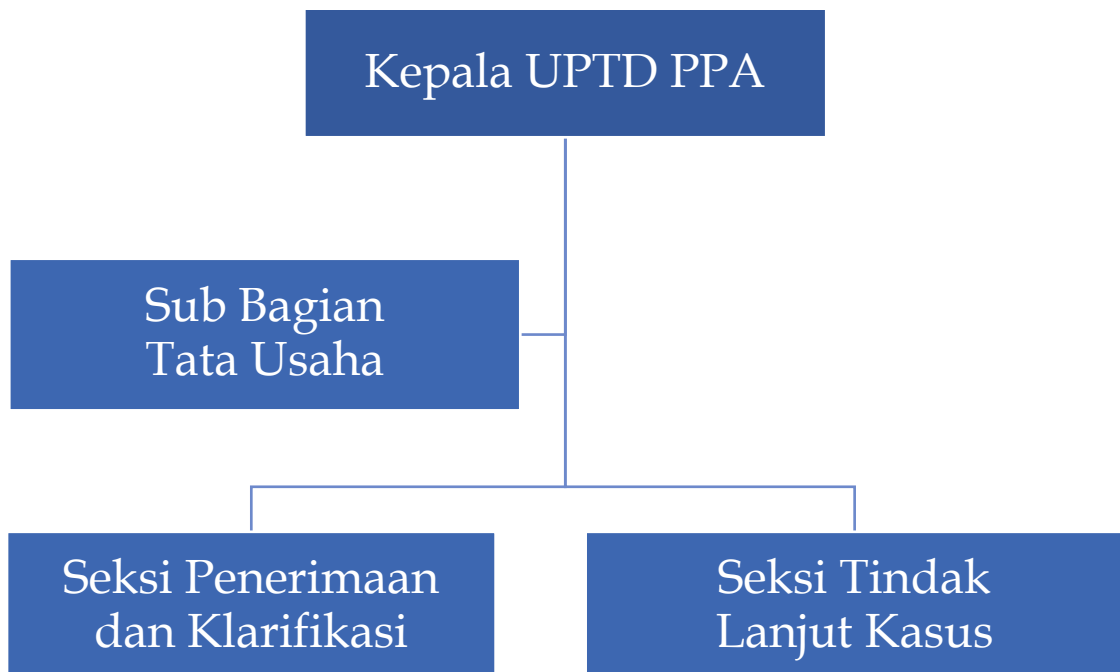 Kepala UPTD PPA
Sub Bagian
Tata Usaha
Seksi Penerimaan
dan Klarifikasi
Seksi Tindak
Lanjut Kasus